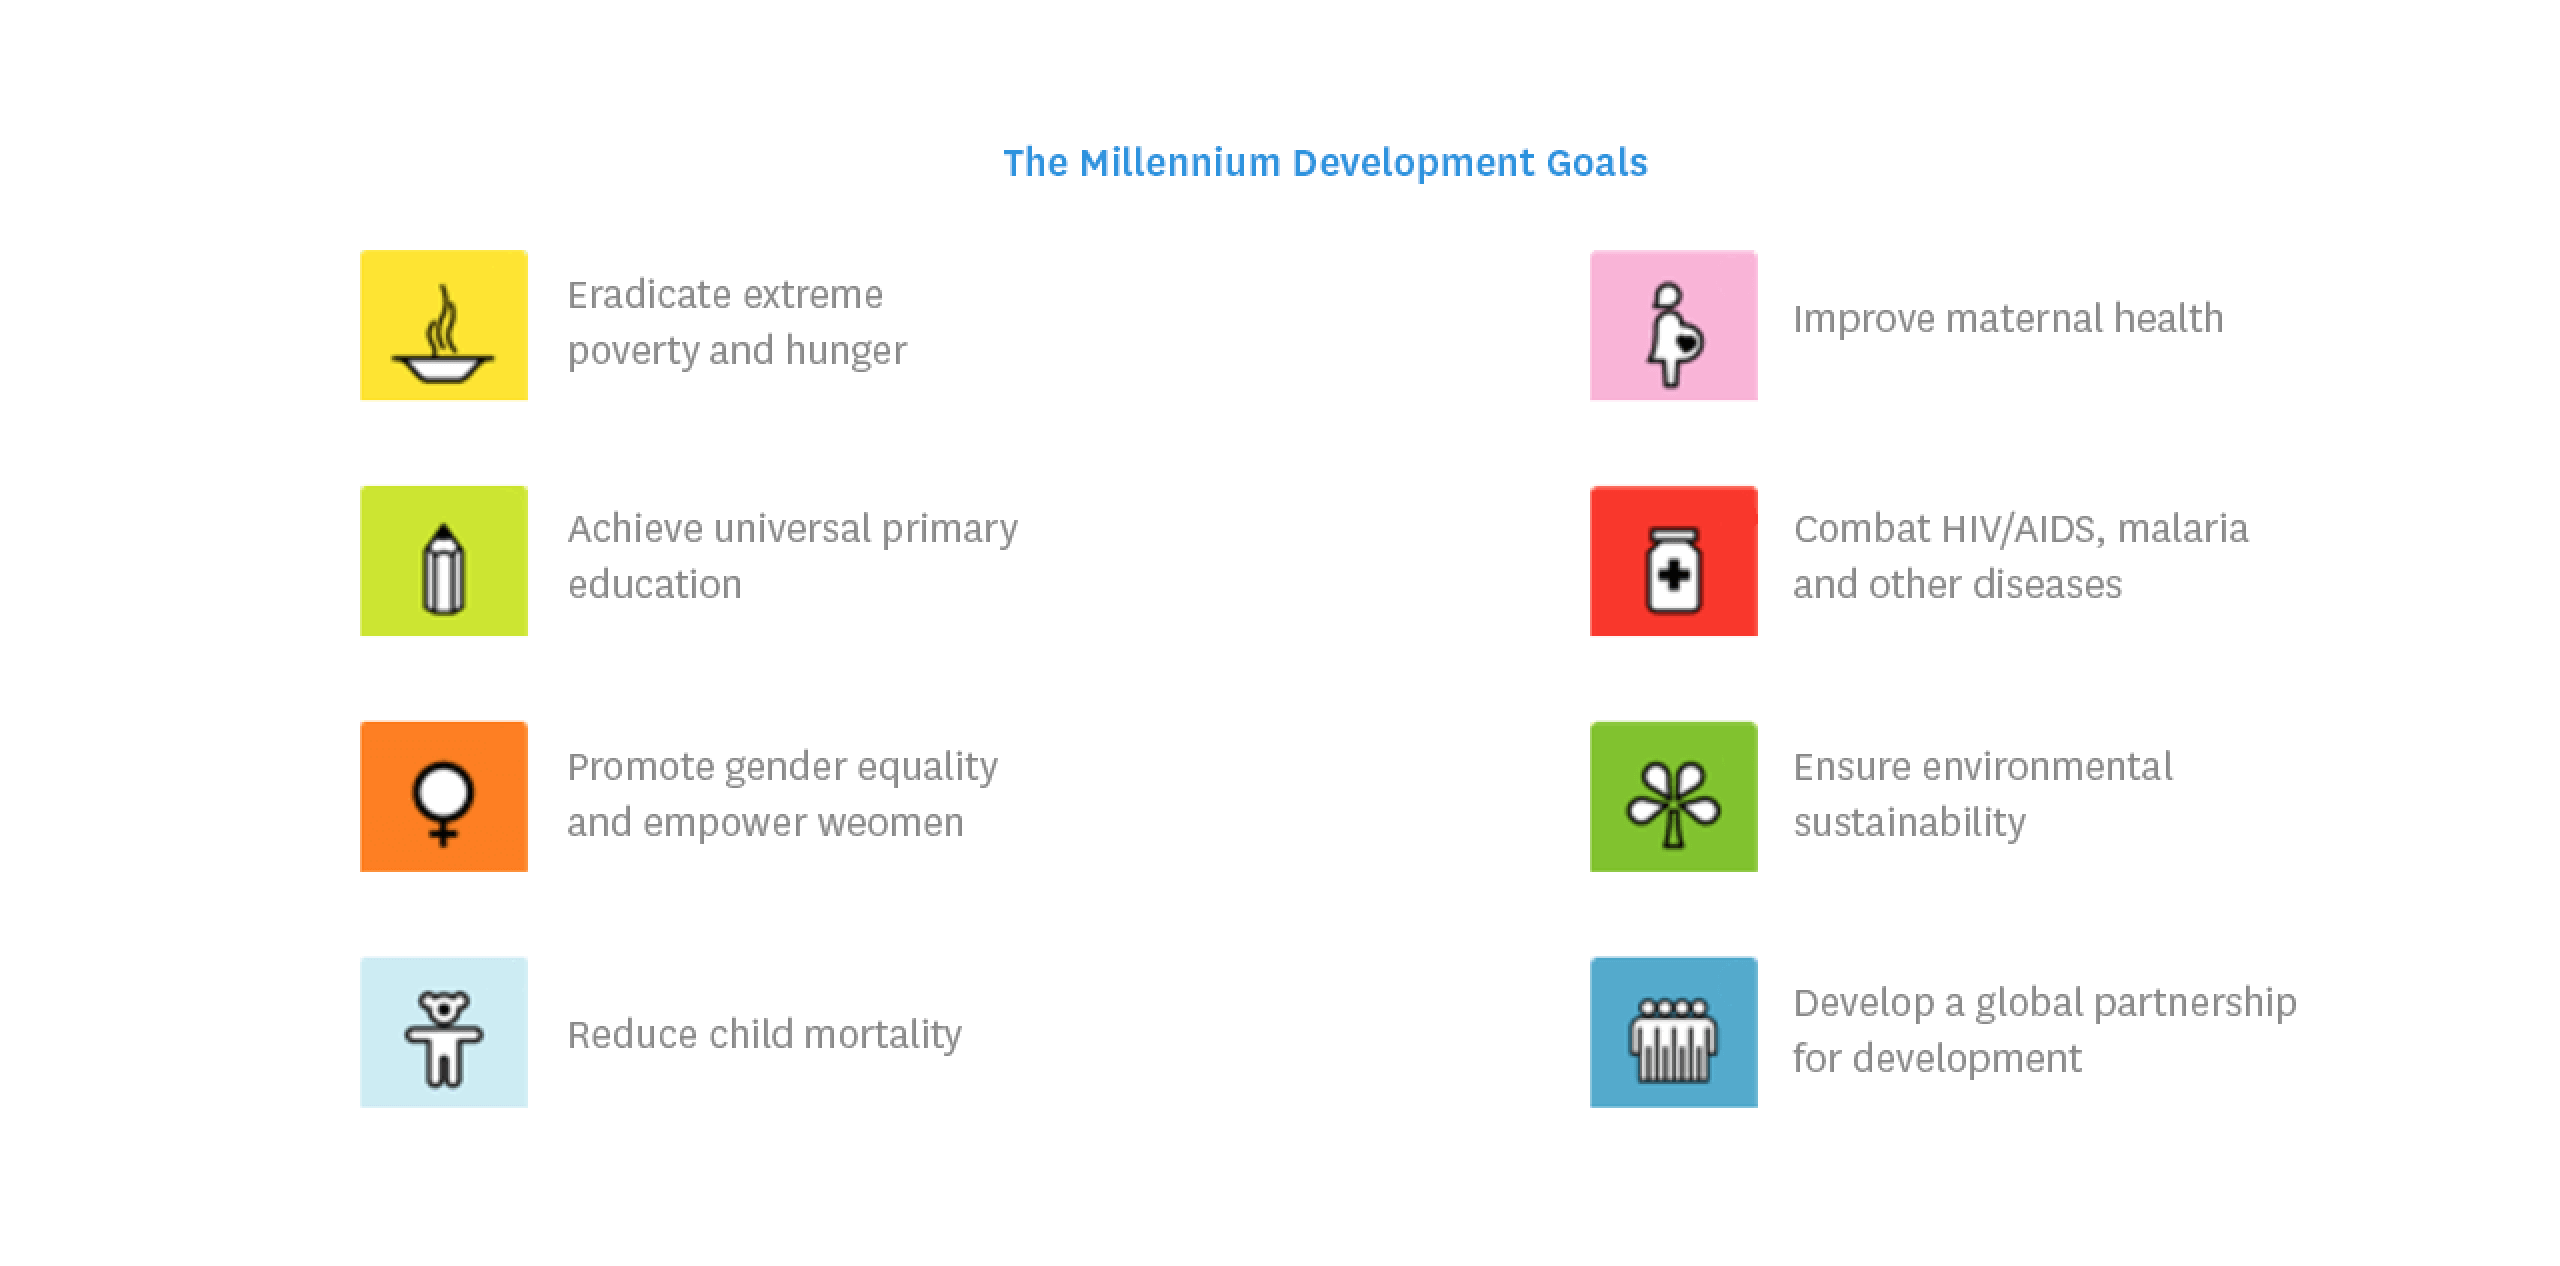 The Millennium Development Goals
Eradicate extreme
poverty and hunger
Achieve universal primary
education
Promote gender equality
and empower weomen
Reduce child mortality
Improve maternal health
Combat HIV/AIDS, malaria
and other diseases
Ensure environmental
sustainability
Develop a global partnership
for development